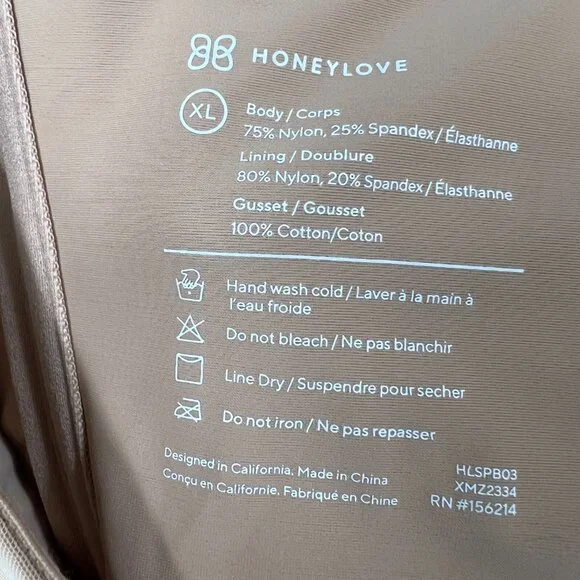 HONEYLOVE
XL
Body / Corps
75% Nylon, 25% Spandex / Élasthanne
Lining / Doublure
80% Nylon, 20% Spandex / Élasthanne
Gusset / Gousset
100% Cotton/Coton
Hand wash cold / Laver à la main à
l'eau froide
Do not bleach / Ne pas blanchir
Line Dry / Suspendre pour secher
Do not iron / Ne pas repasser
Designed in California. Made in China
Conçu en Californie. Fabriqué en Chine
HLSPB03
XMZ2334
RN #156214